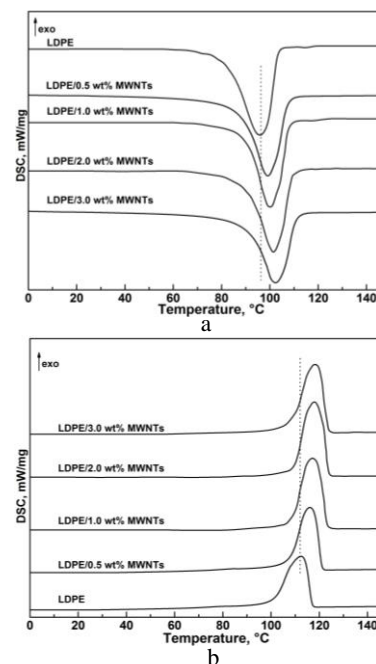 exo
LDPE
LDPE/0.5 wt% MWNTs
LDPE/1.0 wt% MWNTs
LDPE/2.0 wt% MWNTs
LDPE/3.0 wt% MWNTs
DSC, mW/mg
0 20 40 60 80 100 120 140
Temperature, °C
a
exo
LDPE/3.0 wt% MWNTs
LDPE/2.0 wt% MWNTs
LDPE/1.0 wt% MWNTs
LDPE/0.5 wt% MWNTs
LDPE
DSC, mW/mg
0 20 40 60 80 100 120 140
Temperature, °C
b